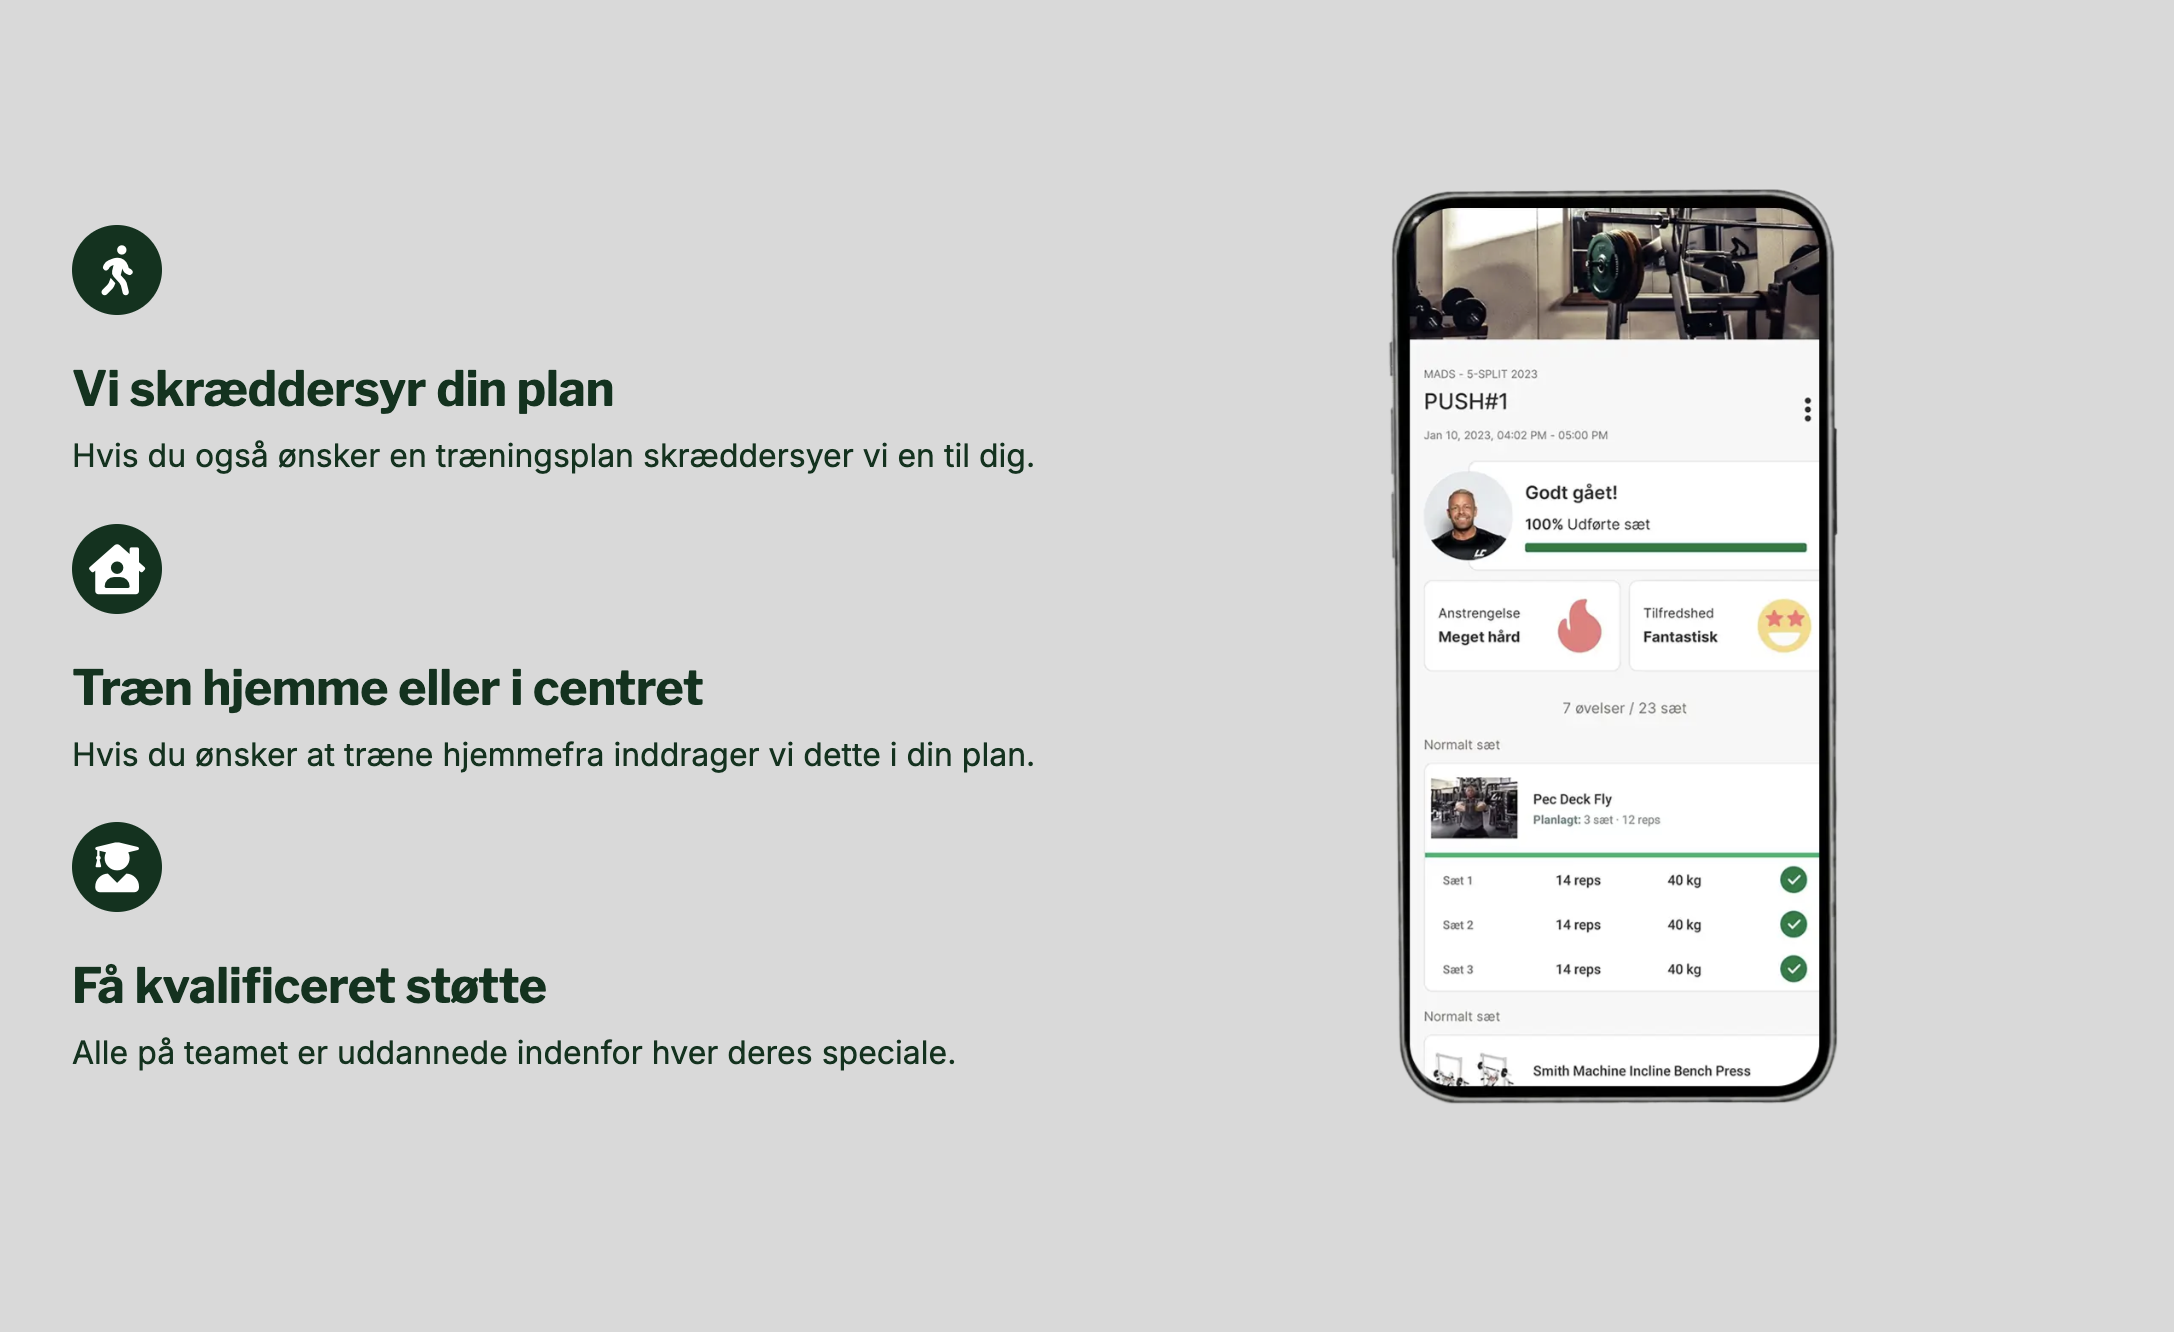 Vi skræddersyr din plan
Hvis du også ønsker en træningsplan skræddersyer vi en til dig.
Træn hjemme eller i centret
Hvis du ønsker at træne hjemmefra inddrager vi dette i din plan.
Få kvalificeret støtte
Alle på teamet er uddannede indenfor hver deres speciale.
MADS - 5-SPLIT 2023
PUSH#1
Jan 10, 2023, 04:02 PM - 05:00 PM
Godt gået!
100% Udførte sæt
Anstrengelse
Meget hård
Tilfredshed
Fantastisk
7 øvelser / 23 sæt
Normalt sæt
Pec Deck Fly
Planlagt: 3 sæt · 12 reps
Sæt 1 14 reps 40 kg
Sæt 2 14 reps 40 kg
Sæt 3 14 reps 40 kg
Normalt sæt
Smith Machine Incline Bench Press